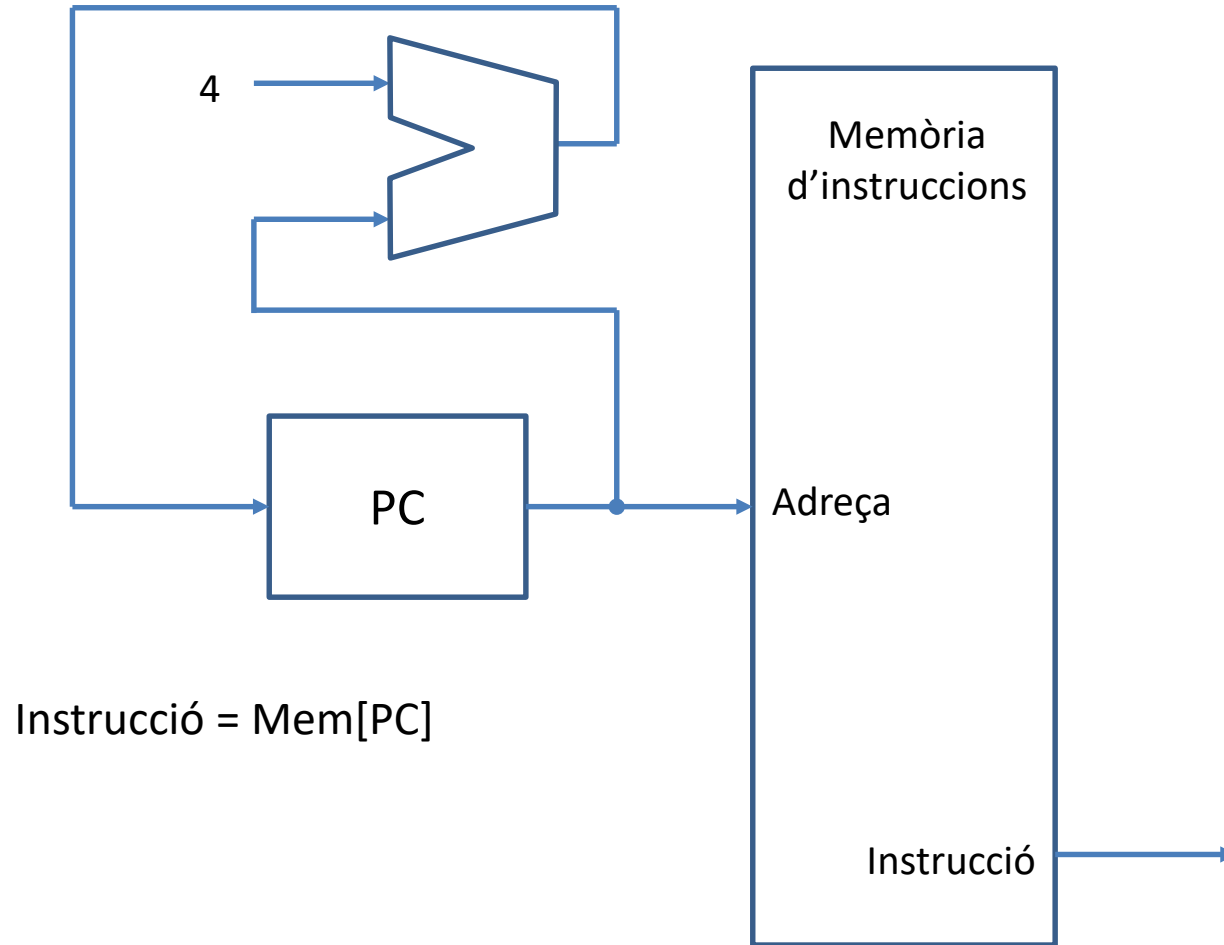 4
Memòria
d’instruccions
PC
Adreça
Instrucció = Mem[PC]
Instrucció